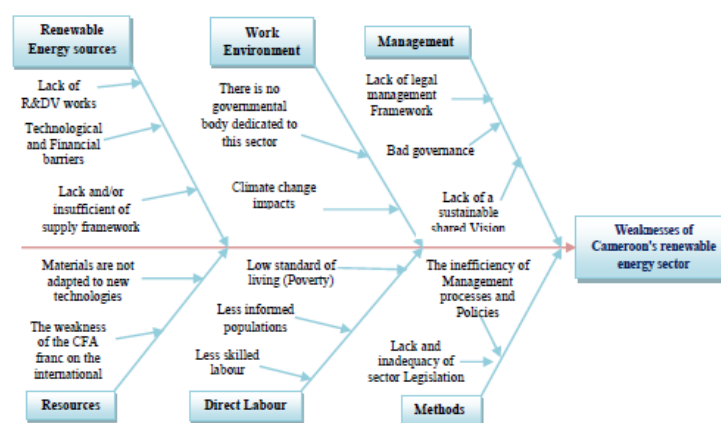 Renewable
Energy sources
Work
Environment
Management
Lack of
R&DV works
Technological
and Financial
barriers
Lack and/or
insufficient of
supply framework
There is no
governmental
body dedicated to
this sector
Climate change
impacts
Lack of legal
management
Framework
Bad governance
Lack of a
sustainable
shared Vision
Weaknesses of
Cameroon's renewable
energy sector
Materials are not
adapted to new
technologies
The weakness
of the CFA
franc on the
international
Low standard of
living (Poverty)
Less informed
populations
Less skilled
labour
The inefficiency of
Management
processes and
Policies
Lack and
inadequacy of
sector Legislation
Resources
Direct Labour
Methods